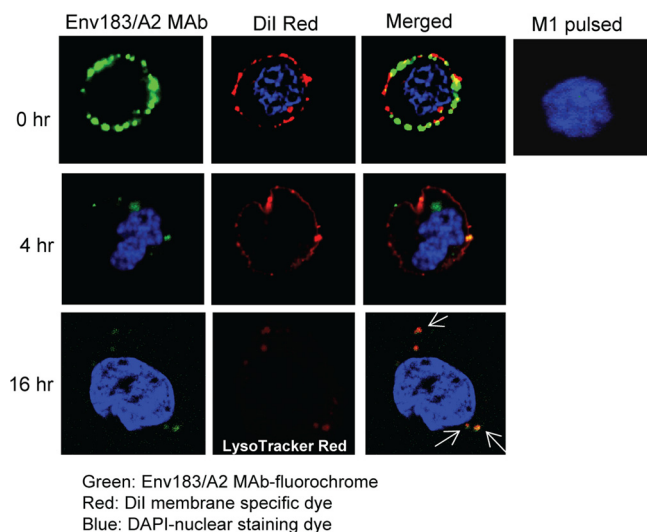 Env183/A2 MAb DiI Red Merged M1 pulsed
0 hr
4 hr
16 hr
LysoTracker Red
Green: Env183/A2 MAb-fluorochrome
Red: DiI membrane specific dye
Blue: DAPI-nuclear staining dye